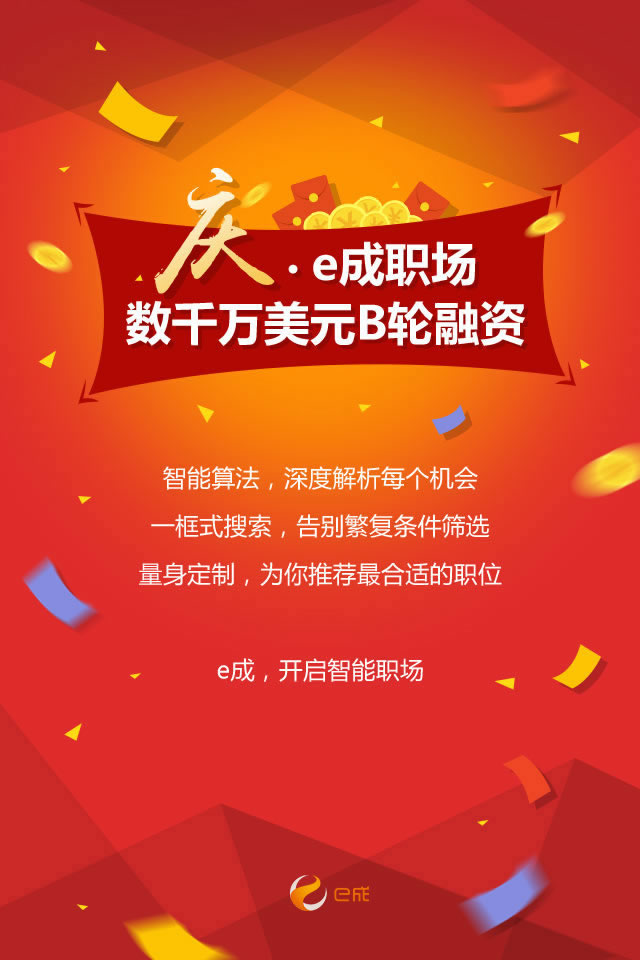 庆·e成职场
数千万美元B轮融资
智能算法，深度解析每个机会
一框式搜索，告别繁复条件筛选
量身定制，为你推荐最合适的职位
e成，开启智能职场
e成